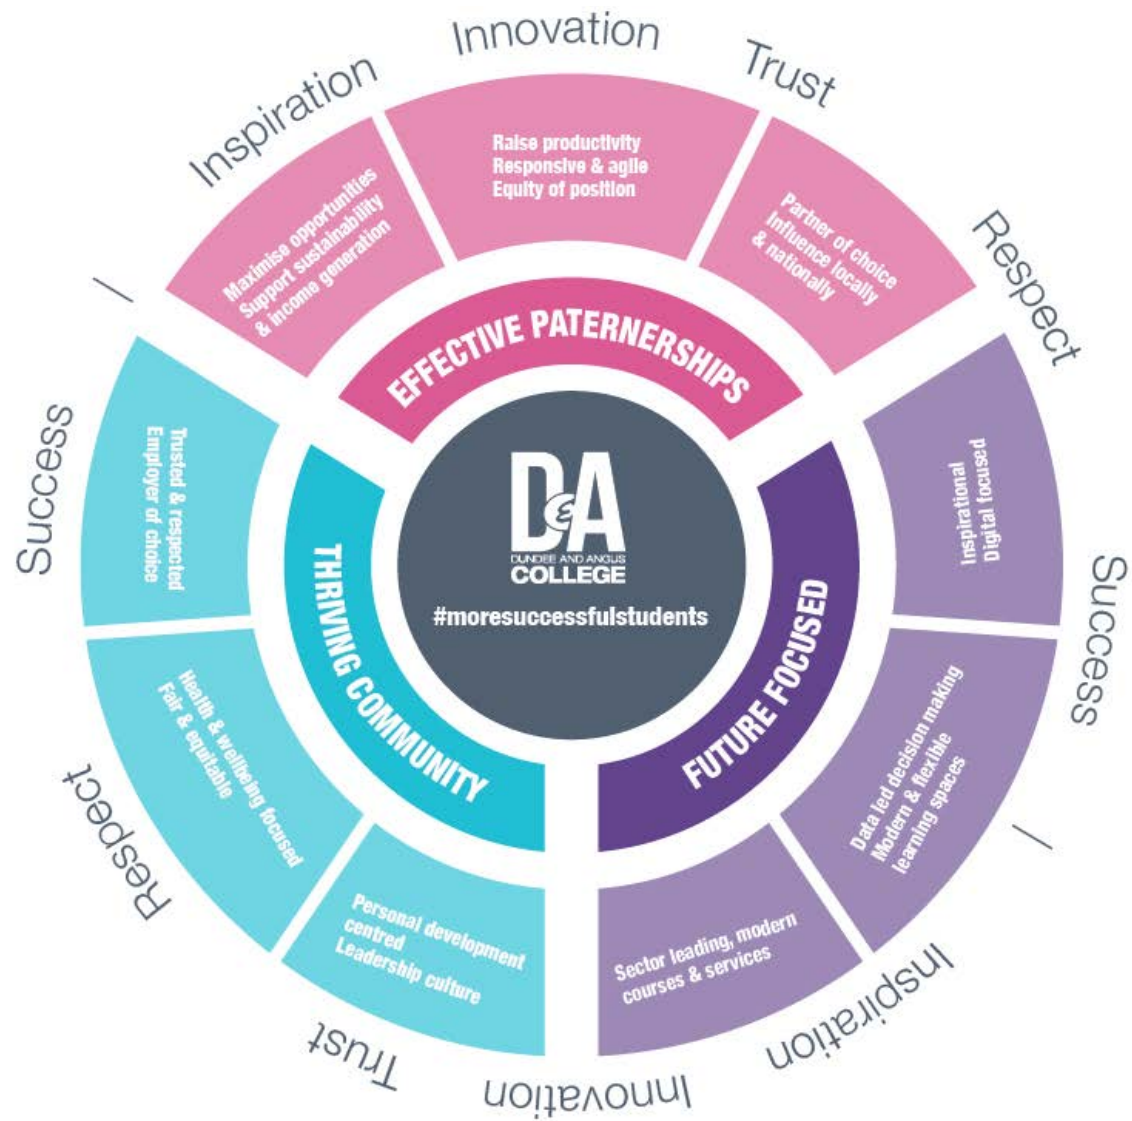 Innovation
Trust
Respect
Success
/
Inspiration
Innovation
Trust
Respect
Success
/
Inspiration
Raise productivity
Responsive & agile
Equity of position
Partner of choice
Influence locally
& nationally
Inspirational
Digital focused
Data led decision making
Modern & flexible
learning spaces
Sector leading, modern
courses & services
Personal development
centred
Leadership culture
Health & wellbeing focused
Fair & equitable
Trusted & respected
Employer of choice
Maximise opportunities
Support sustainability
& income generation
EFFECTIVE PATERNERSHIPS
FUTURE FOCUSED
THRIVING COMMUNITY
D&A
DUNDEE AND ANGUS
COLLEGE
#moresuccessfulstudents